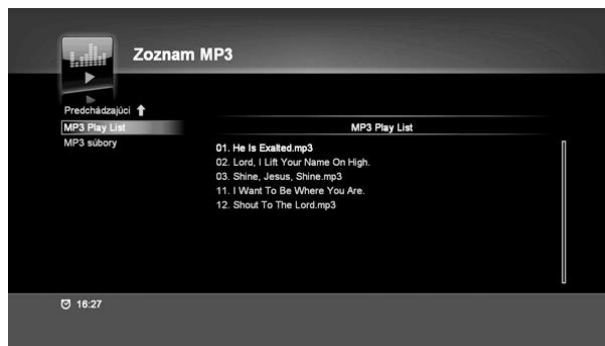 Zoznam MP3
Predchádzajúci
MP3 Play List
MP3 súbory
MP3 Play List
01. He Is Exalted.mp3
02. Lord, I Lift Your Name On High.
03. Shine, Jesus, Shine.mp3
11. I Want To Be Where You Are.
12. Shout To The Lord.mp3
16:27